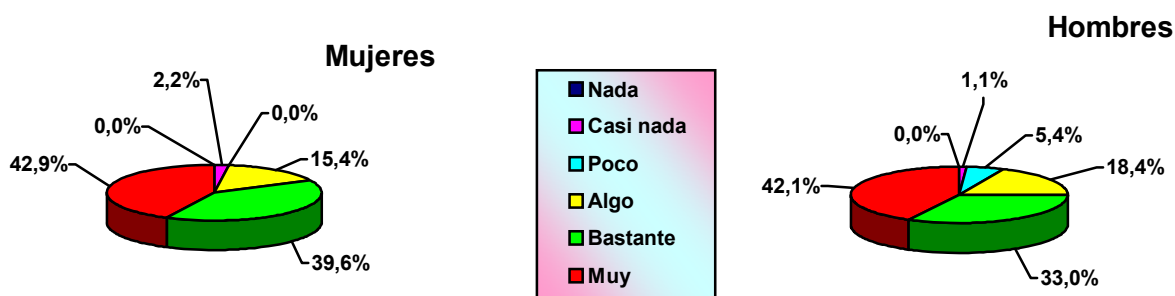 Mujeres
2,2%
0,0%
0,0%
15,4%
42,9%
39,6%
Nada
Casi nada
Poco
Algo
Bastante
Muy
Hombres
1,1%
0,0%
5,4%
18,4%
42,1%
33,0%